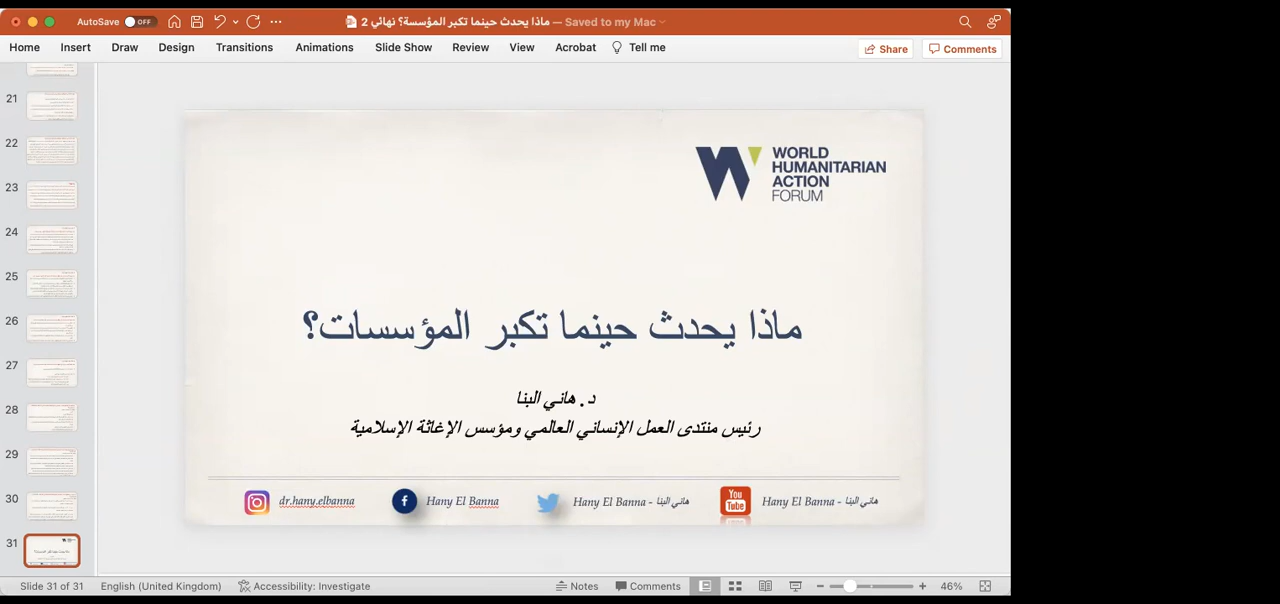 AutoSave OFF
ماذا يحدث حينما تكبر المؤسسة؟ نهائي 2 — Saved to my Mac
Home Insert Draw Design Transitions Animations Slide Show Review View Acrobat Tell me
Share Comments
21
22
23
24
25
26
27
28
29
30
31
WORLD
HUMANITARIAN
ACTION
FORUM
ماذا يحدث حينما تكبر المؤسسات؟
د. هاني البنا
رئيس منتدى العمل الإنساني العالمي ومؤسس الإغاثة الإسلامية
dr.hany.elbanna
Hany El Banna
Hany El Banna - هاني البنا
You
Tube
Hany El Banna - هاني البنا
Slide 31 of 31 English (United Kingdom) Accessibility: Investigate
Notes Comments 46%